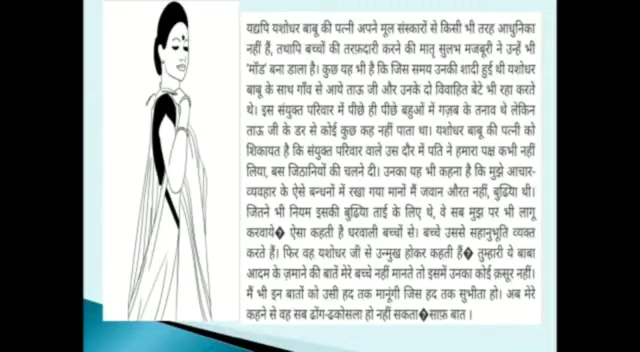 यद्यपि यशोधर बाबू की पत्नी अपने मूल संस्कारों से किसी भी तरह आधुनिका
नहीं हैं, तथापि बच्चों की तरफ़दारी करने की मातृ सुलभ मजबूरी ने उन्हें भी
'मॉड' बना डाला है। कुछ यह भी है कि जिस समय उनकी शादी हुई थी यशोधर
बाबू के साथ गाँव से आये ताऊ जी और उनके दो विवाहित बेटे भी रहा करते
थे। इस संयुक्त परिवार में पीछे ही पीछे बहुओं में गज़ब के तनाव थे लेकिन
ताऊ जी के डर से कोई कुछ कह नहीं पाता था। यशोधर बाबू की पत्नी को
शिकायत है कि संयुक्त परिवार वाले उस दौर में पति ने हमारा पक्ष कभी नहीं
लिया, बस जिठानियों की चलने दी। उनका यह भी कहना है कि मुझे आचार-
व्यवहार के ऐसे बन्धनों में रखा गया मानों मैं जवान औरत नहीं, बुढ़िया थी।
जितने भी नियम इसकी बुढ़िया ताई के लिए थे, वे सब मुझ पर भी लागू
करवाये� ऐसा कहती है घरवाली बच्चों से। बच्चे उससे सहानुभूति व्यक्त
करते हैं। फिर वह यशोधर जी से उन्मुख होकर कहती हैं� तुम्हारी ये बाबा
आदम के ज़माने की बातें मेरे बच्चे नहीं मानते तो इसमें उनका कोई क़सूर नहीं।
मैं भी इन बातों को उसी हद तक मानूंगी जिस हद तक सुभीता हो। अब मेरे
कहने से वह सब ढोंग-ढकोसला हो नहीं सकता�साफ़ बात ।